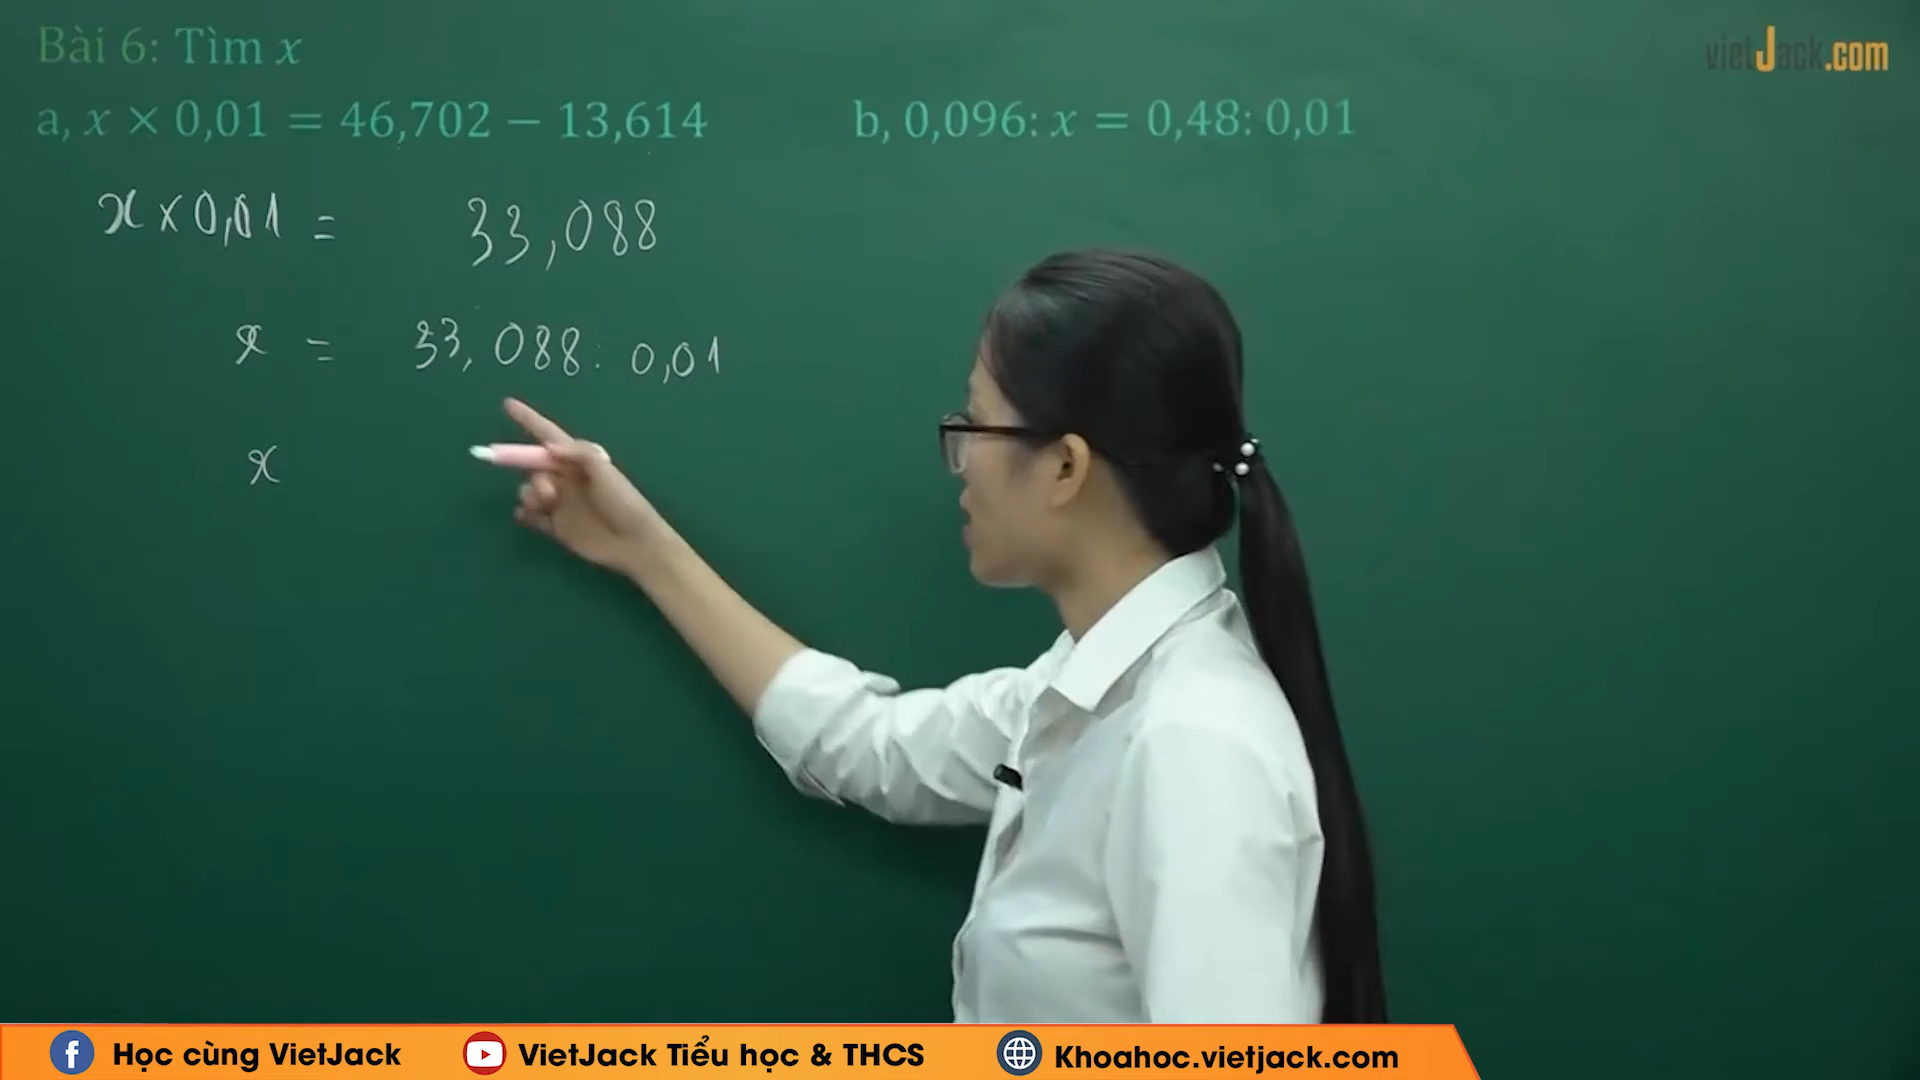 Bài 6: Tìm x
vietJack.com
a, x × 0,01 = 46,702 − 13,614
b, 0,096: x = 0,48: 0,01
x × 0,01 = 33,088
x = 33,088 : 0,01
x
Học cùng VietJack
VietJack Tiểu học & THCS
Khoahoc.vietjack.com